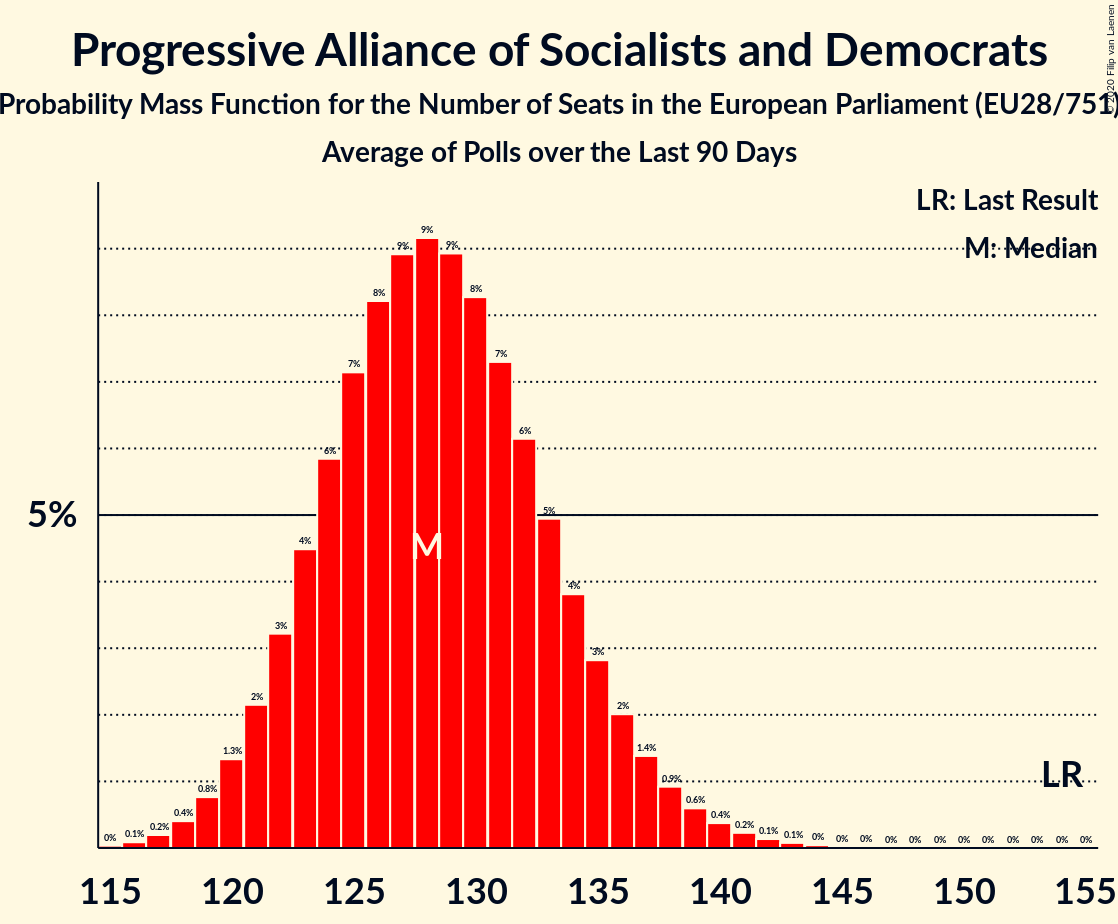 Progressive Alliance of Socialists and Democrats
Probability Mass Function for the Number of Seats in the European Parliament (EU28/751)
Average of Polls over the Last 90 Days
© 2020 Filip van Laenen
LR: Last Result
M: Median
5%
0% 0.1% 0.2% 0.4% 0.8% 1.3% 2% 3% 4% 6% 7% 8% 9% 9% 9% 8% 7% 6% 5% 4% 3% 2% 1.4% 0.9% 0.6% 0.4% 0.2% 0.1% 0.1% 0% 0% 0% 0% 0% 0% 0% 0% 0% 0% 0% 0%
M
LR
115 120 125 130 135 140 145 150 155